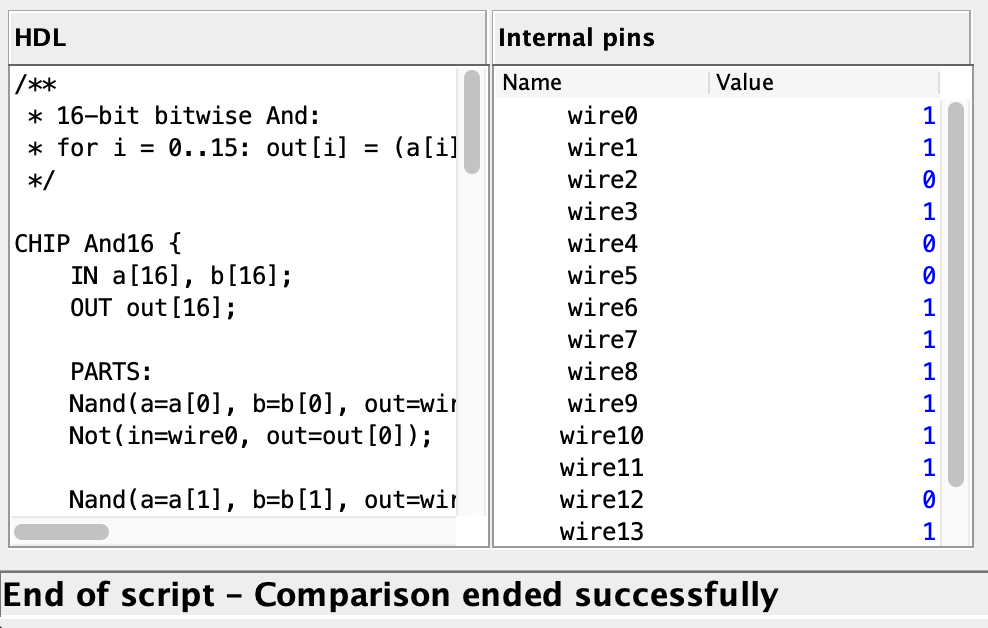 HDL
/**
 * 16-bit bitwise And:
 * for i = 0..15: out[i] = (a[i]
 */
CHIP And16 {
    IN a[16], b[16];
    OUT out[16];
    PARTS:
    Nand(a=a[0], b=b[0], out=wir
    Not(in=wire0, out=out[0]);
    Nand(a=a[1], b=b[1], out=wir
Internal pins
Name Value
wire0 1
wire1 1
wire2 0
wire3 1
wire4 0
wire5 0
wire6 1
wire7 1
wire8 1
wire9 1
wire10 1
wire11 1
wire12 0
wire13 1
End of script - Comparison ended successfully